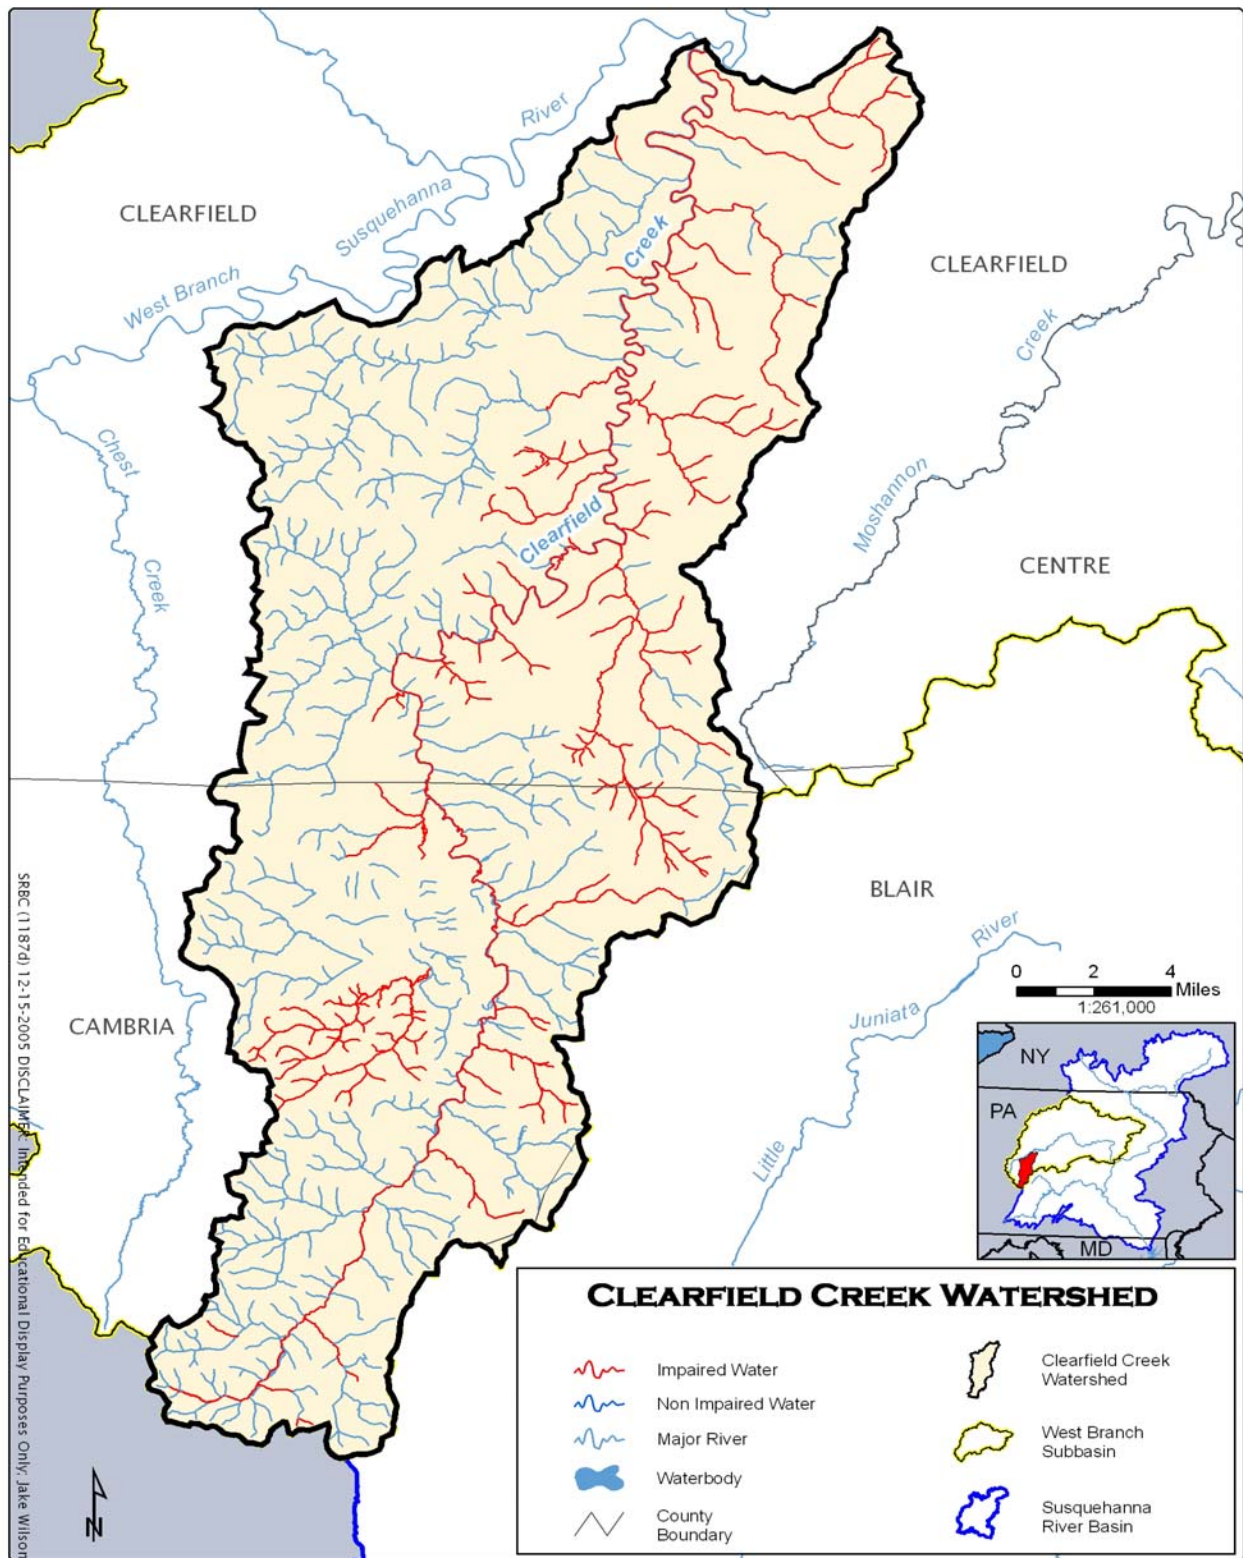 River
Susquehanna
West Branch
CLEARFIELD
Creek
CLEARFIELD
Creek
Chest
Creek
Clearfield
Moshannon
CENTRE
BLAIR
River
Juniata
Little
CAMBRIA
0 2 4
Miles
1:261,000
NY
PA
MD
SRBC (1187d) 12-15-2005 DISCLAIMER: Intended for Educational Display Purposes Only; Jake Wilson
N
CLEARFIELD CREEK WATERSHED
Impaired Water
Non Impaired Water
Major River
Waterbody
County
Boundary
Clearfield Creek
Watershed
West Branch
Subbasin
Susquehanna
River Basin